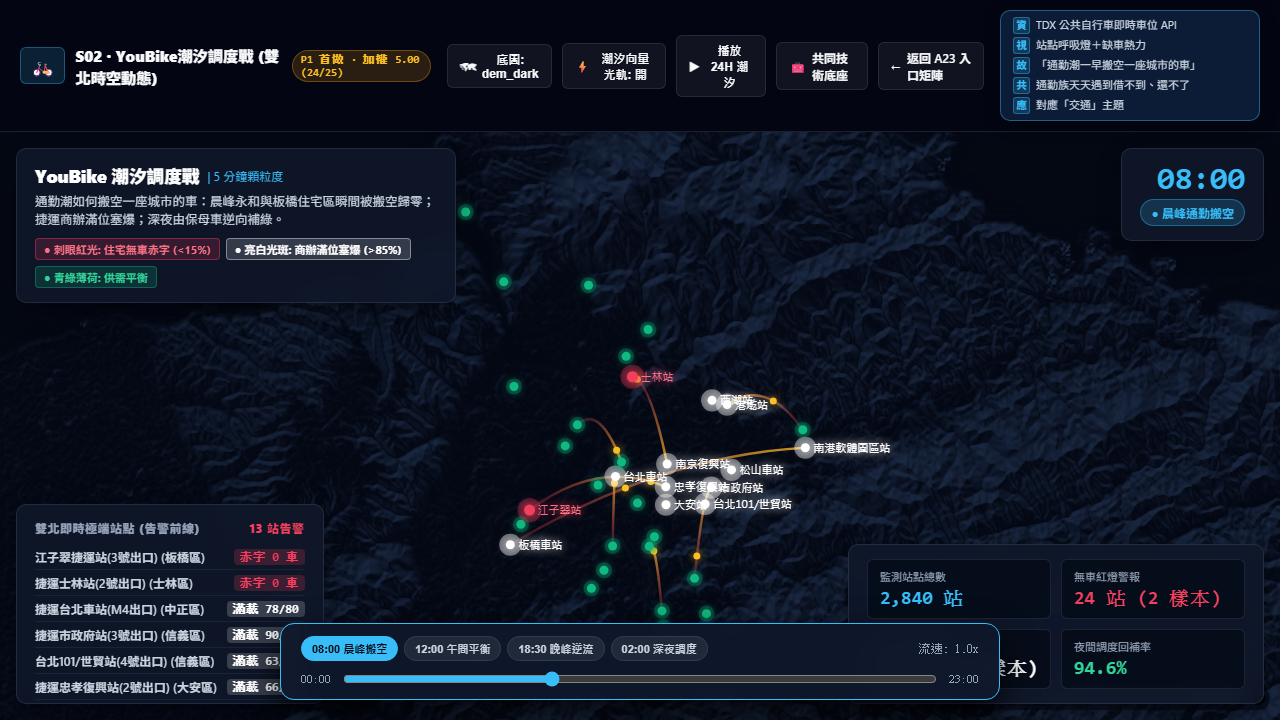 S02 · YouBike潮汐調度戰 (雙
北時空動態)
P1 首發 · 加權 5.00
(24/25)
底圖:
dem_dark
潮汐向量
光軌: 開
▶ 播放
24H 潮
汐
共同技
術底座
← 返回 A23 入
口矩陣
資 TDX 公共自行車即時車位 API
視 站點呼吸燈＋缺車熱力
故 「通勤潮一早搬空一座城市的車」
共 通勤族天天遇到借不到、還不了
應 對應「交通」主題
YouBike 潮汐調度戰 | 5 分鐘顆粒度
通勤潮如何搬空一座城市的車：晨峰永和與板橋住宅區瞬間被搬空歸零；
捷運商辦滿位塞爆；深夜由保母車逆向補綠。
● 刺眼紅光: 住宅無車赤字 (<15%)
● 亮白光斑: 商辦滿位塞爆 (>85%)
● 青綠薄荷: 供需平衡
08:00
● 晨峰通勤搬空
士林站
港墘站
南港軟體園區站
南京復興站
松山車站
台北車站
忠孝復興站
市政府站
大安站
台北101/世貿站
江子翠站
板橋車站
雙北即時極端站點 (告警前線) 13 站告警
江子翠捷運站(3號出口) (板橋區) 赤字 0 車
捷運士林站(2號出口) (士林區) 赤字 0 車
捷運台北車站(M4出口) (中正區) 滿載 78/80
捷運市政府站(3號出口) (信義區) 滿載 90
台北101/世貿站(4號出口) (信義區) 滿載 63
捷運忠孝復興站(2號出口) (大安區) 滿載 66
08:00 晨峰搬空
12:00 午間平衡
18:30 晚峰逆流
02:00 深夜調度
流速: 1.0x
00:00
23:00
監測站點總數
2,840 站
無車紅燈警報
24 站 (2 樣本)
樣本)
夜間調度回補率
94.6%